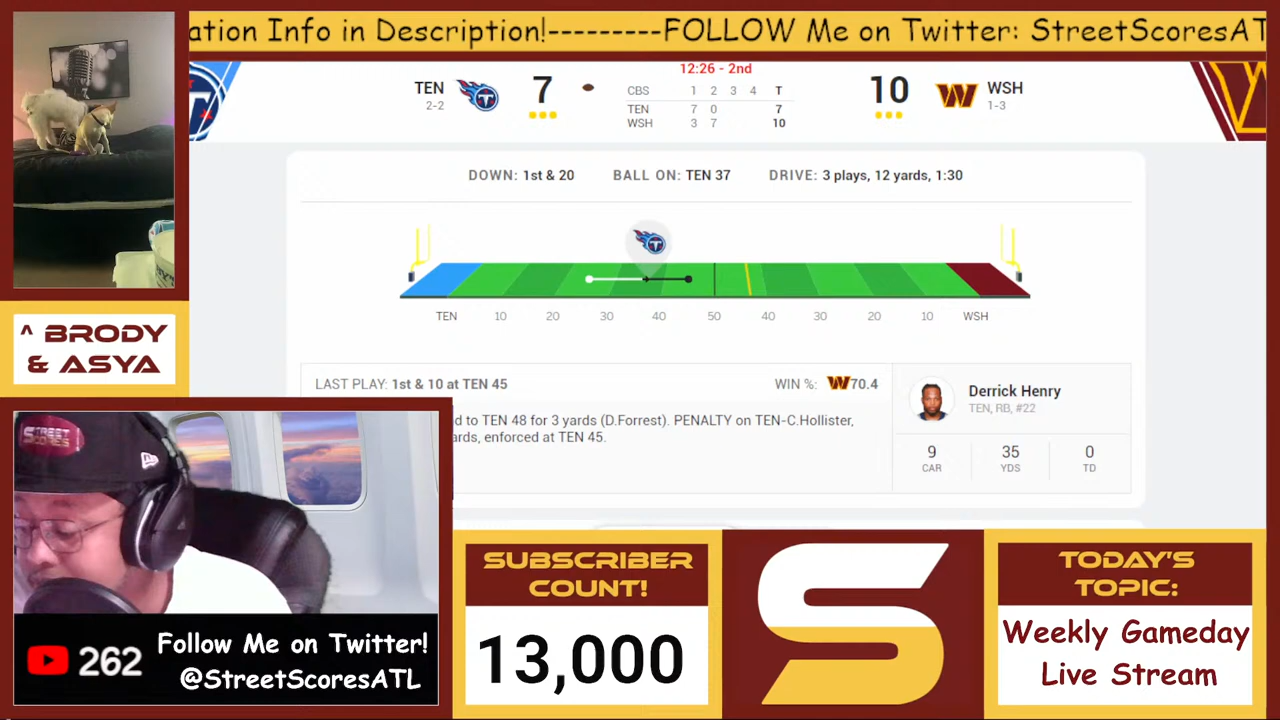 ation Info in Description!---------FOLLOW Me on Twitter: StreetScoresAT
TEN
2-2
7
12:26 - 2nd
CBS 1 2 3 4 T
TEN 7 0 7
WSH 3 7 10
10
WSH
1-3
DOWN: 1st & 20 BALL ON: TEN 37 DRIVE: 3 plays, 12 yards, 1:30
TEN 10 20 30 40 50 40 30 20 10 WSH
LAST PLAY: 1st & 10 at TEN 45 WIN %: 70.4
d to TEN 48 for 3 yards (D.Forrest). PENALTY on TEN-C.Hollister,
ards, enforced at TEN 45.
Derrick Henry
TEN, RB, #22
9 35 0
CAR YDS TD
^ BRODY
& ASYA
STREET
SCORES
262
Follow Me on Twitter!
@StreetScoresATL
SUBSCRIBER
COUNT!
13,000
S
TODAY'S
TOPIC:
Weekly Gameday
Live Stream